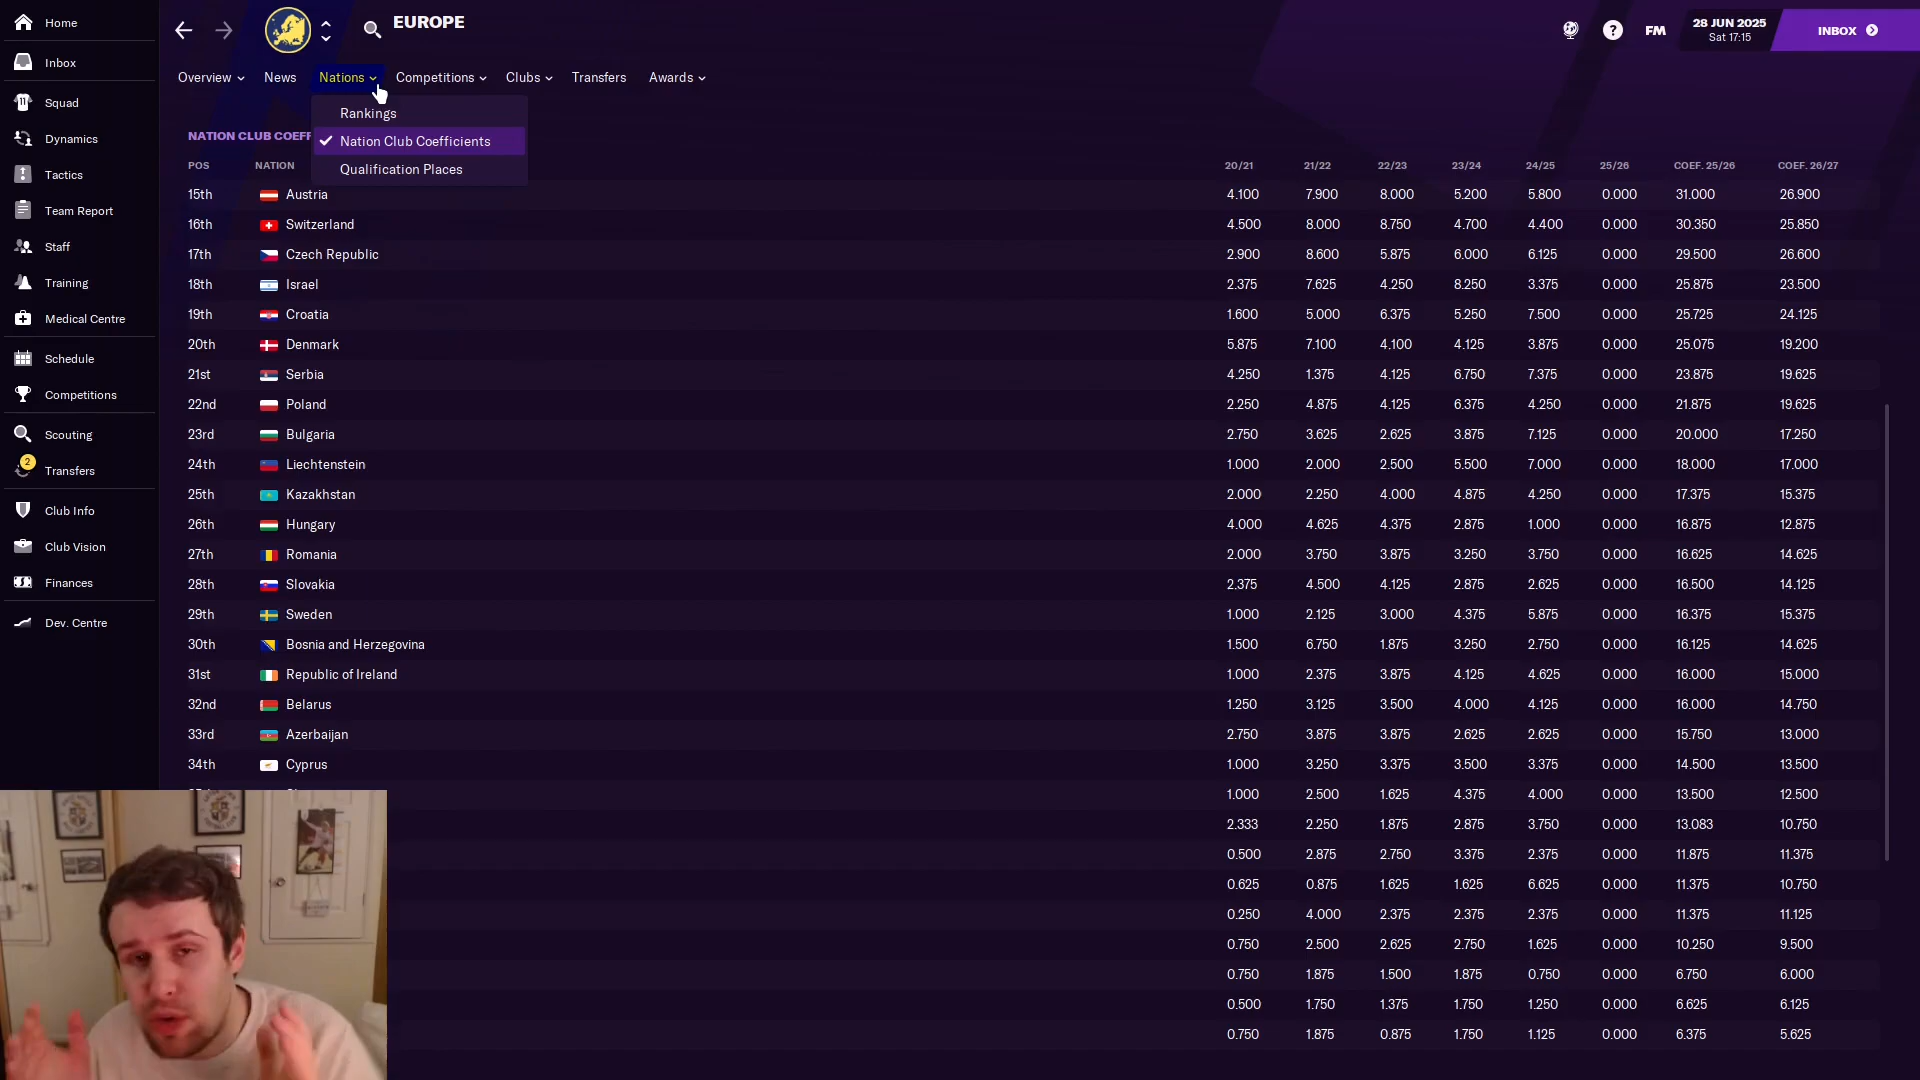 Home
Inbox
Squad
Dynamics
Tactics
Team Report
Staff
Training
Medical Centre
Schedule
Competitions
Scouting
2
Transfers
Club Info
Club Vision
Finances
Dev. Centre
EUROPE
FM
28 JUN 2025
Sat 17:15
INBOX
Overview News Nations Competitions Clubs Transfers Awards
Rankings
Nation Club Coefficients
Qualification Places
NATION CLUB COEFF
POS NATION 20/21 21/22 22/23 23/24 24/25 25/26 COEF. 25/26 COEF. 26/27
15th Austria 4.100 7.900 8.000 5.200 5.800 0.000 31.000 26.900
16th Switzerland 4.500 8.000 8.750 4.700 4.400 0.000 30.350 25.850
17th Czech Republic 2.900 8.600 5.875 6.000 6.125 0.000 29.500 26.600
18th Israel 2.375 7.625 4.250 8.250 3.375 0.000 25.875 23.500
19th Croatia 1.600 5.000 6.375 5.250 7.500 0.000 25.725 24.125
20th Denmark 5.875 7.100 4.100 4.125 3.875 0.000 25.075 19.200
21st Serbia 4.250 1.375 4.125 6.750 7.375 0.000 23.875 19.625
22nd Poland 2.250 4.875 4.125 6.375 4.250 0.000 21.875 19.625
23rd Bulgaria 2.750 3.625 2.625 3.875 7.125 0.000 20.000 17.250
24th Liechtenstein 1.000 2.000 2.500 5.500 7.000 0.000 18.000 17.000
25th Kazakhstan 2.000 2.250 4.000 4.875 4.250 0.000 17.375 15.375
26th Hungary 4.000 4.625 4.375 2.875 1.000 0.000 16.875 12.875
27th Romania 2.000 3.750 3.875 3.250 3.750 0.000 16.625 14.625
28th Slovakia 2.375 4.500 4.125 2.875 2.625 0.000 16.500 14.125
29th Sweden 1.000 2.125 3.000 4.375 5.875 0.000 16.375 15.375
30th Bosnia and Herzegovina 1.500 6.750 1.875 3.250 2.750 0.000 16.125 14.625
31st Republic of Ireland 1.000 2.375 3.875 4.125 4.625 0.000 16.000 15.000
32nd Belarus 1.250 3.125 3.500 4.000 4.125 0.000 16.000 14.750
33rd Azerbaijan 2.750 3.875 3.875 2.625 2.625 0.000 15.750 13.000
34th Cyprus 1.000 3.250 3.375 3.500 3.375 0.000 14.500 13.500
1.000 2.500 1.625 4.375 4.000 0.000 13.500 12.500
2.333 2.250 1.875 2.875 3.750 0.000 13.083 10.750
0.500 2.875 2.750 3.375 2.375 0.000 11.875 11.375
0.625 0.875 1.625 1.625 6.625 0.000 11.375 10.750
0.250 4.000 2.375 2.375 2.375 0.000 11.375 11.125
0.750 2.500 2.625 2.750 1.625 0.000 10.250 9.500
0.750 1.875 1.500 1.875 0.750 0.000 6.750 6.000
0.500 1.750 1.375 1.750 1.250 0.000 6.625 6.125
0.750 1.875 0.875 1.750 1.125 0.000 6.375 5.625